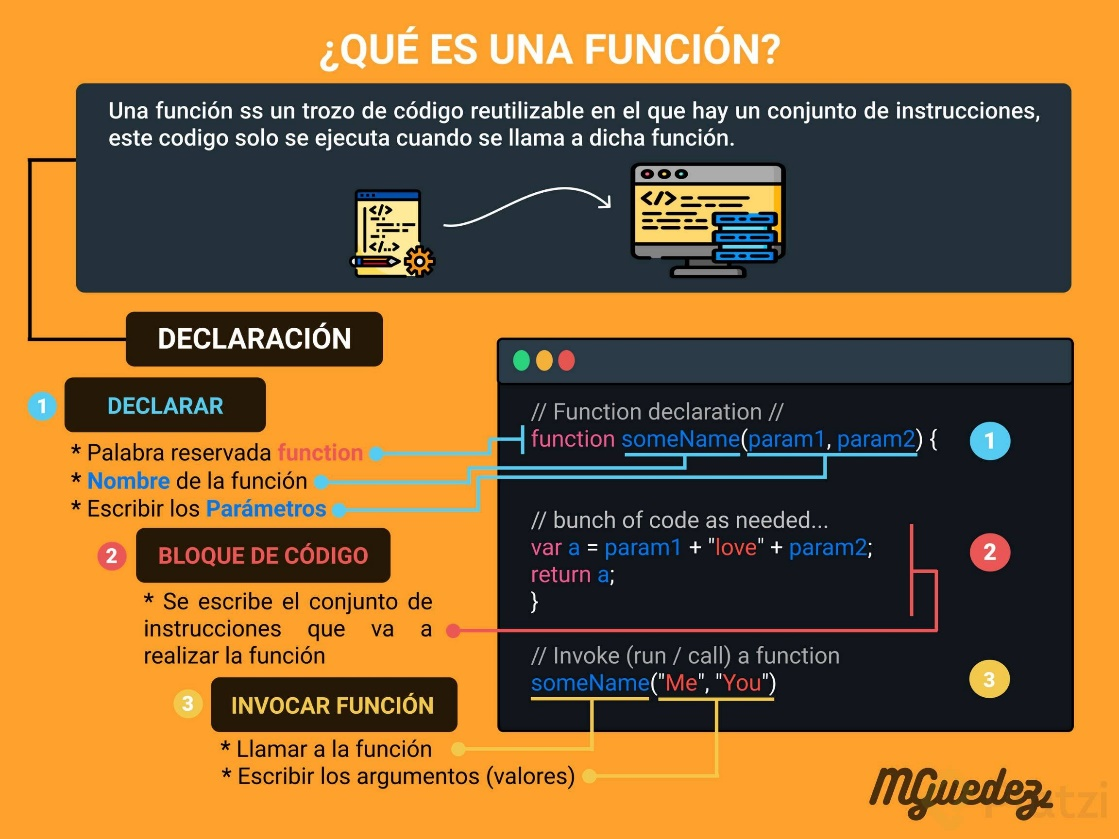 ¿QUÉ ES UNA FUNCIÓN?
Una función ss un trozo de código reutilizable en el que hay un conjunto de instrucciones,
este codigo solo se ejecuta cuando se llama a dicha función.
</>
</..>
</>
DECLARACIÓN
1 DECLARAR
* Palabra reservada function
* Nombre de la función
* Escribir los Parámetros
2 BLOQUE DE CÓDIGO
* Se escribe el conjunto de
instrucciones que va a
realizar la función
3 INVOCAR FUNCIÓN
* Llamar a la función
* Escribir los argumentos (valores)
// Function declaration //
function someName(param1, param2) {
1
// bunch of code as needed...
var a = param1 + "love" + param2;
return a;
}
2
// Invoke (run / call) a function
someName("Me", "You")
3
MGuedez